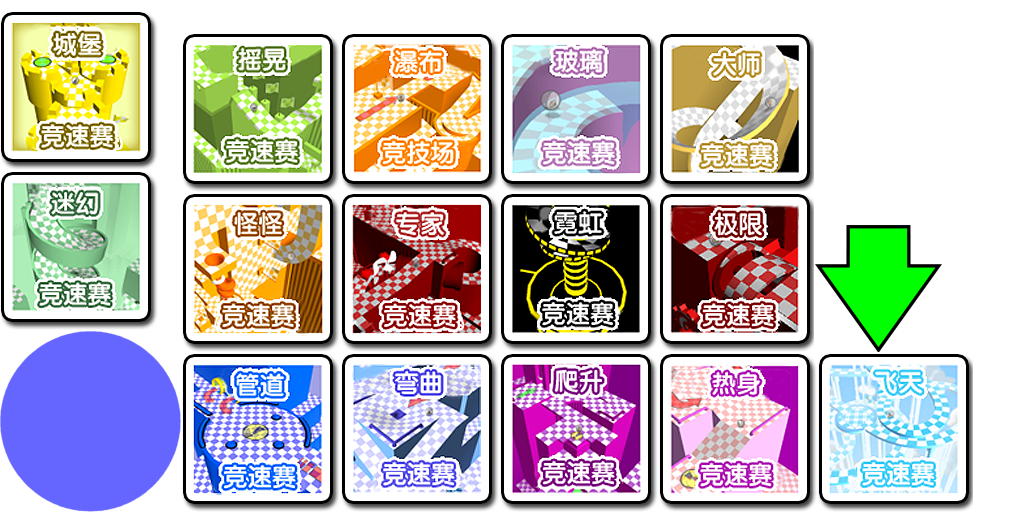 城堡
竞速赛
摇晃
竞速赛
瀑布
竞技场
玻璃
竞速赛
大师
竞速赛
迷幻
竞速赛
怪怪
竞速赛
专家
竞速赛
霓虹
竞速赛
极限
竞速赛
管道
竞速赛
弯曲
竞速赛
爬升
竞速赛
热身
竞速赛
飞天
竞速赛